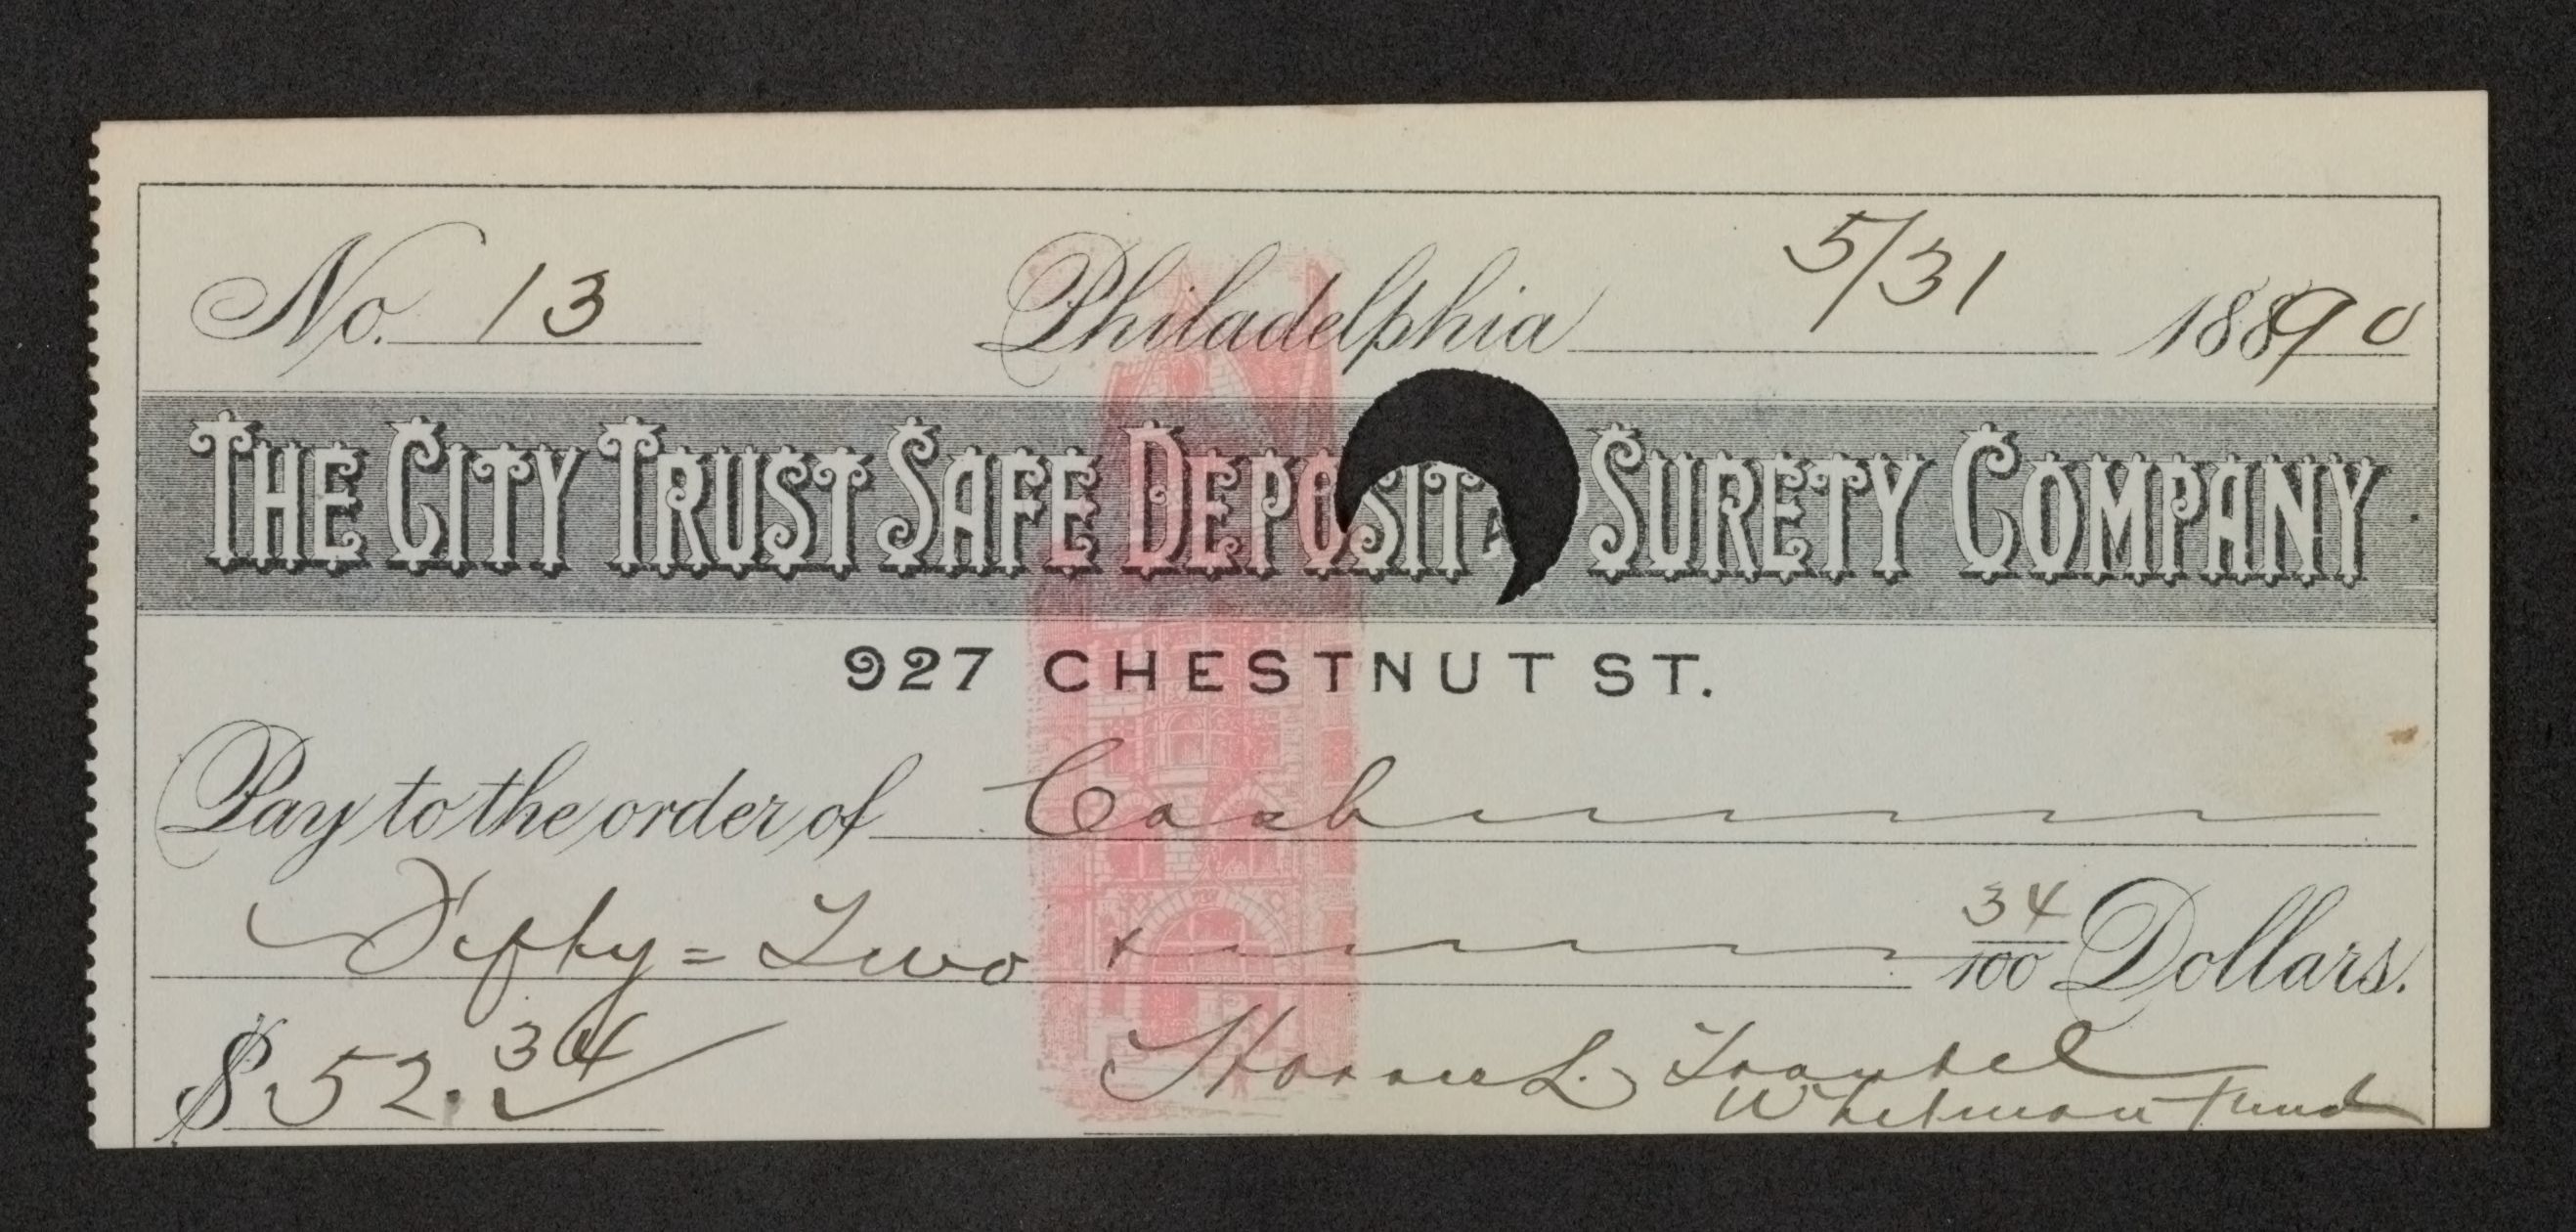 No. 13 Philadelphia 5/31 1890
THE CITY TRUST SAFE DEPOSIT SURETY COMPANY
927 CHESTNUT ST.
Pay to the order of Cash
Fifty=Two 34/100 Dollars.
$ 52.34
Horace L. Traubel
Whitman Fund